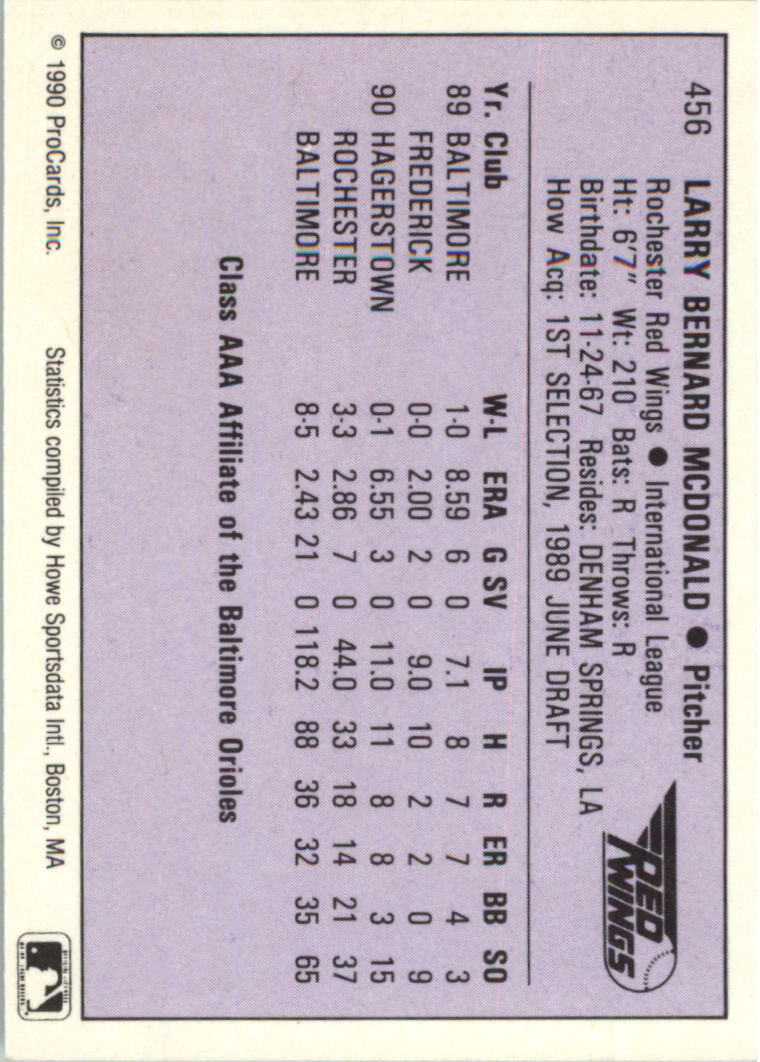 456 LARRY BERNARD MCDONALD ● Pitcher
Rochester Red Wings ● International League
Ht: 6'7" Wt: 210 Bats: R Throws: R
Birthdate: 11-24-67 Resides: DENHAM SPRINGS, LA
How Acq: 1ST SELECTION, 1989 JUNE DRAFT
RED
WINGS
Yr. Club W-L ERA G SV IP H R ER BB SO
89 BALTIMORE 1-0 8.59 6 0 7.1 8 7 7 4 3
FREDERICK 0-0 2.00 2 0 9.0 10 2 2 0 9
90 HAGERSTOWN 0-1 6.55 3 0 11.0 11 8 8 3 15
ROCHESTER 3-3 2.86 7 0 44.0 33 18 14 21 37
BALTIMORE 8-5 2.43 21 0 118.2 88 36 32 35 65
Class AAA Affiliate of the Baltimore Orioles
© 1990 ProCards, Inc. Statistics compiled by Howe Sportsdata Intl., Boston, MA